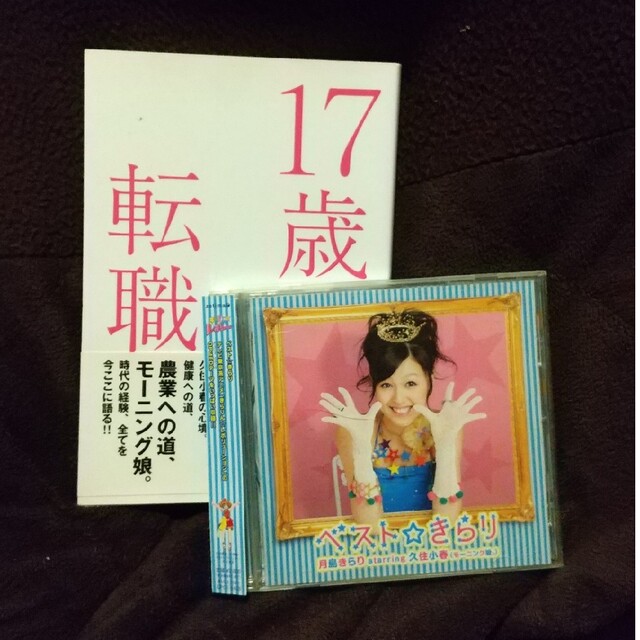 17歳
転職
久住小春の心境。
健康への道、
農業への道、
モーニング娘。
時代の経験、全てを
今ここに語る!!
ベスト☆きらり
月島きらり starring 久住小春(モーニング娘。)